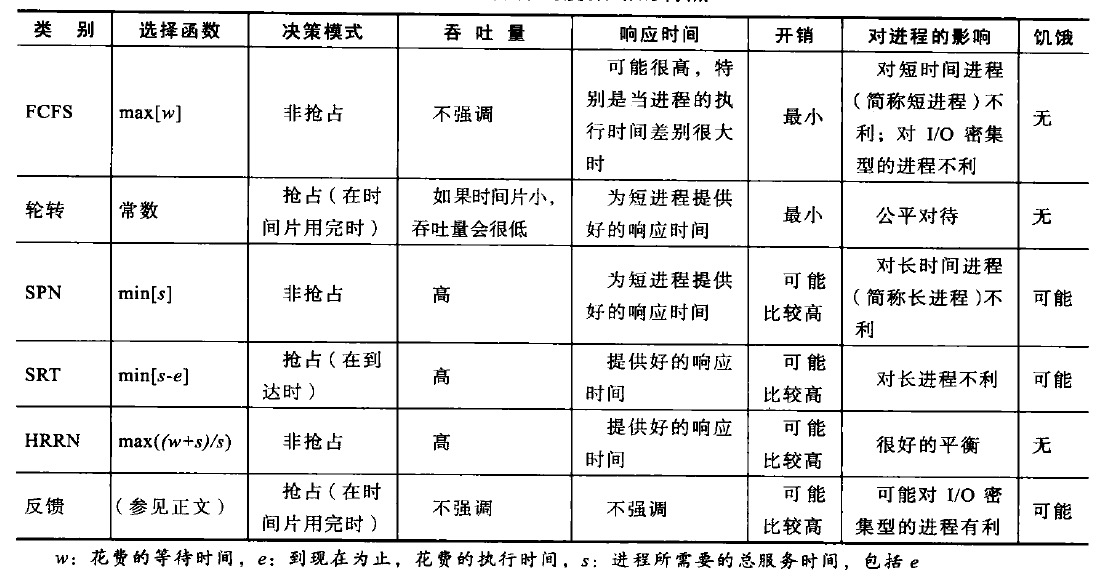 类 别 选择函数 决策模式 吞 吐 量 响应时间 开销 对进程的影响 饥饿
FCFS max[w] 非抢占 不强调 可能很高，特别是当进程的执行时间差别很大时 最小 对短时间进程（简称短进程）不利；对 I/O 密集型的进程不利 无
轮转 常数 抢占（在时间片用完时） 如果时间片小，吞吐量会很低 为短进程提供好的响应时间 最小 公平对待 无
SPN min[s] 非抢占 高 为短进程提供好的响应时间 可能比较高 对长时间进程（简称长进程）不利 可能
SRT min[s-e] 抢占（在到达时） 高 提供好的响应时间 可能比较高 对长进程不利 可能
HRRN max((w+s)/s) 非抢占 高 提供好的响应时间 可能比较高 很好的平衡 无
反馈 （参见正文） 抢占（在时间片用完时） 不强调 不强调 可能比较高 可能对 I/O 密集型的进程有利 可能
w：花费的等待时间，e：到现在为止，花费的执行时间，s：进程所需要的总服务时间，包括 e